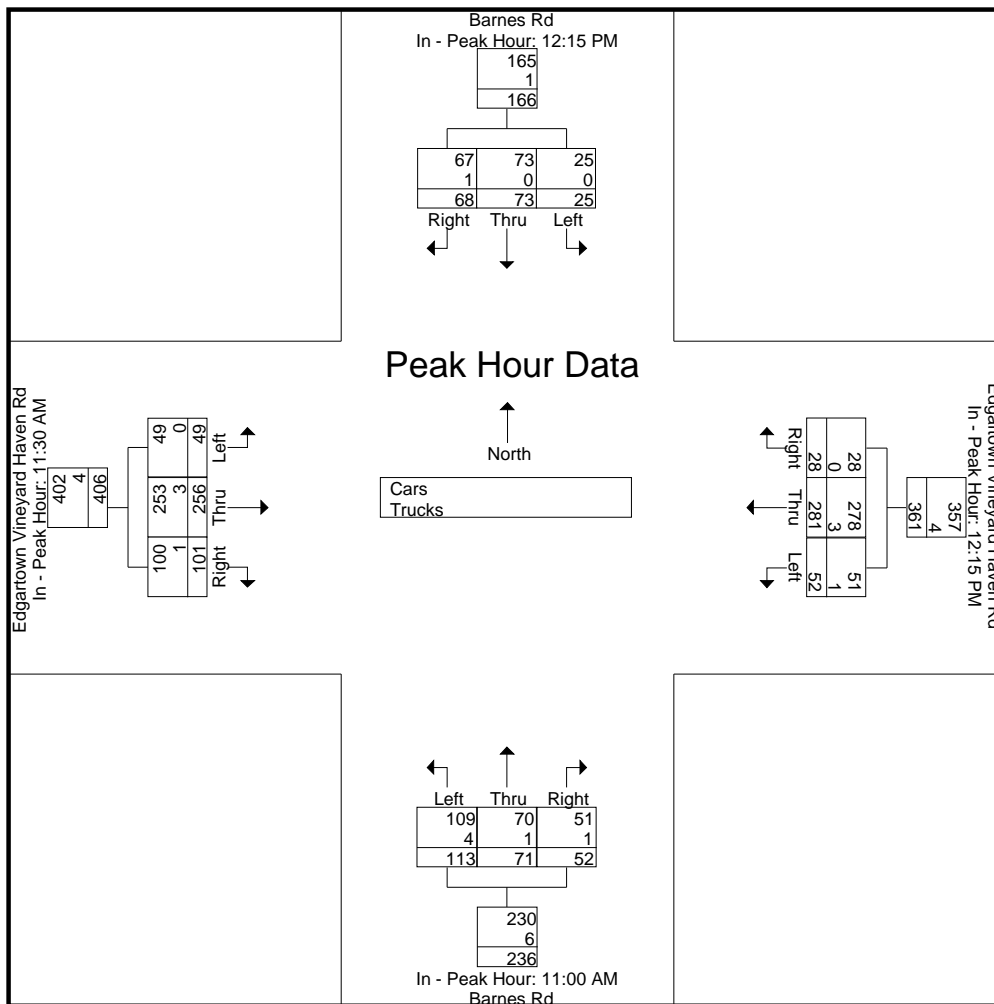 Barnes Rd
In - Peak Hour: 12:15 PM
165
1
166
67 73 25
1 0 0
68 73 25
Right Thru Left
Peak Hour Data
North
Cars
Trucks
Edgartown Vineyard Haven Rd
In - Peak Hour: 11:30 AM
402
4
406
49 0 49
253 3 256
100 1 101
Left
Thru
Right
Edgartown Vineyard Haven Rd
In - Peak Hour: 12:15 PM
357
4
361
28 0 28
278 3 281
51 1 52
Right
Thru
Left
Left Thru Right
109 70 51
4 1 1
113 71 52
230
6
236
In - Peak Hour: 11:00 AM
Barnes Rd